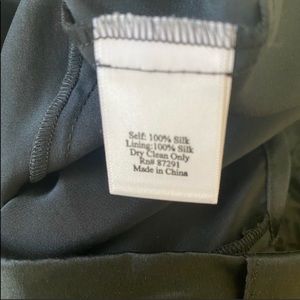 Self: 100% Silk
Lining:100% Silk
Dry Clean Only
Rn# 87291
Made in China